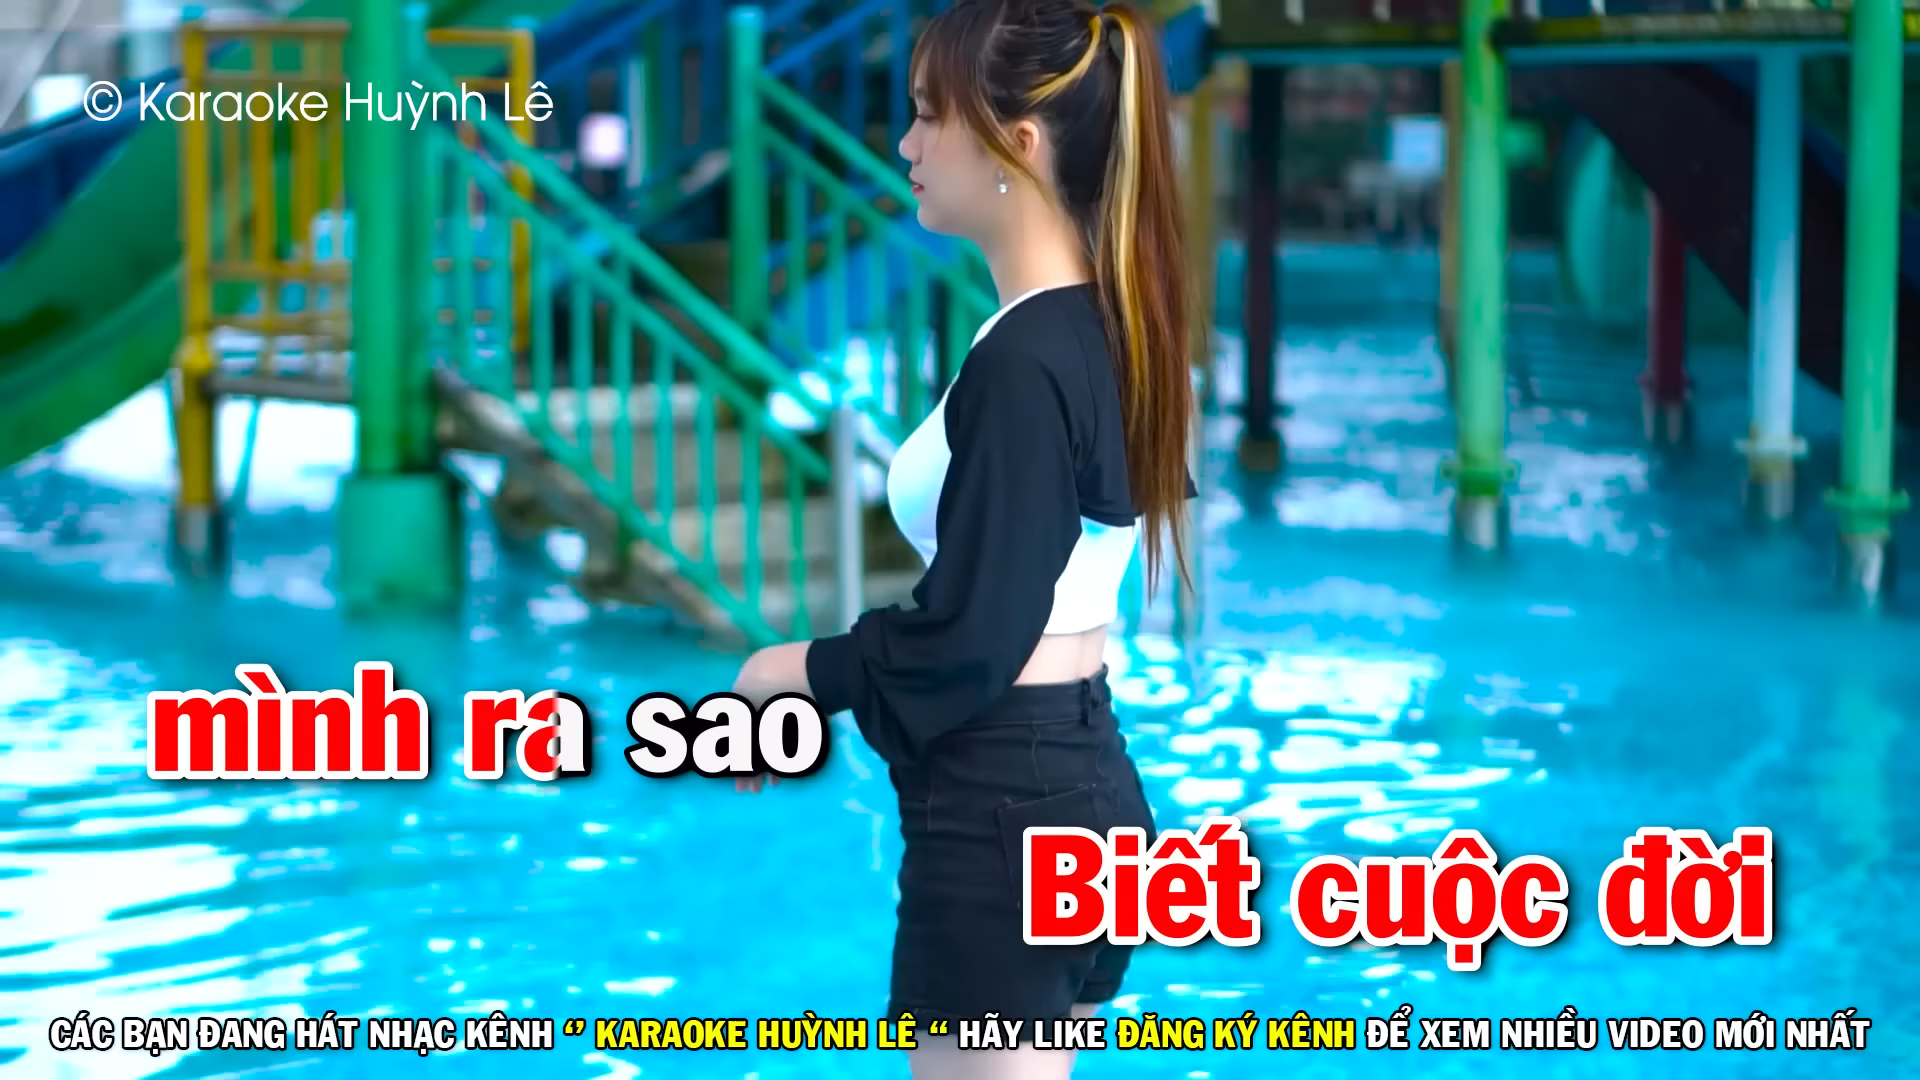 © Karaoke Huỳnh Lê
mình ra sao
Biết cuộc đời
CÁC BẠN ĐANG HÁT NHẠC KÊNH ‘’ KARAOKE HUỲNH LÊ “ HÃY LIKE ĐĂNG KÝ KÊNH ĐỂ XEM NHIỀU VIDEO MỚI NHẤT